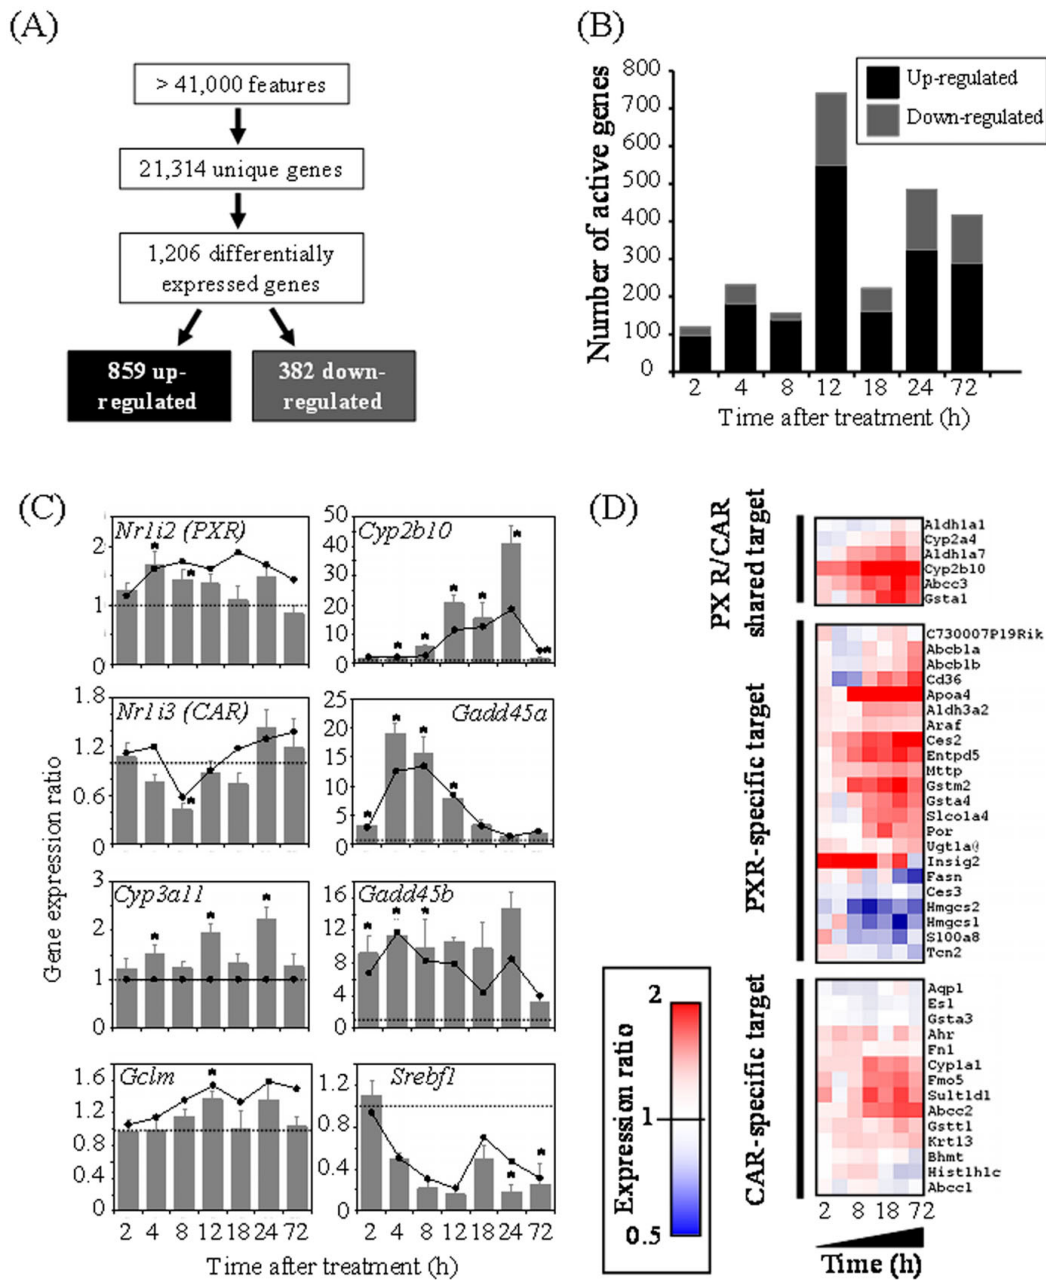 (A)
> 41,000 features
21,314 unique genes
1,206 differentially
expressed genes
859 up-
regulated
382 down-
regulated
(B)
Up-regulated
Down-regulated
Number of active genes
800
700
600
500
400
300
200
100
0
2 4 8 12 18 24 72
Time after treatment (h)
(C)
Gene expression ratio
Nr1i2 (PXR)
2
1
0
*
*
Cyp2b10
50
40
30
20
10
0
* * * * * **
Nr1i3 (CAR)
1.8
1.2
0.6
0
*
Gadd45a
25
20
15
10
5
0
* * * *
Cyp3a11
3
2
1
0
* * *
Gadd45b
16
12
8
4
0
* * *
Gclm
1.6
1.2
0.8
0.4
0
*
Srebf1
1.2
0.8
0.4
0
* *
2 4 8 12 18 24 72
2 4 8 12 18 24 72
Time after treatment (h)
(D)
PXR/CAR
shared target
Aldh1a1
Cyp2a4
Aldh1a7
Cyp2b10
Abcc3
Gsta1
PXR-specific target
C730007P19Rik
Abcb1a
Abcb1b
Cd36
Apoa4
Aldh3a2
Araf
Ces2
Entpd5
Mttp
Gstm2
Gsta4
Slco1a4
Por
Ugt1a@
Insig2
Fasn
Ces3
Hmgcs2
Hmgcs1
S100a8
Tcn2
CAR-specific target
Aqp1
Es1
Gsta3
Ahr
Fn1
Cyp1a1
Fmo5
Sult1d1
Abcc2
Gstt1
Krt13
Bhmt
Hist1h1c
Abcc1
2 8 18 72
Time (h)
Expression ratio
2
1
0.5